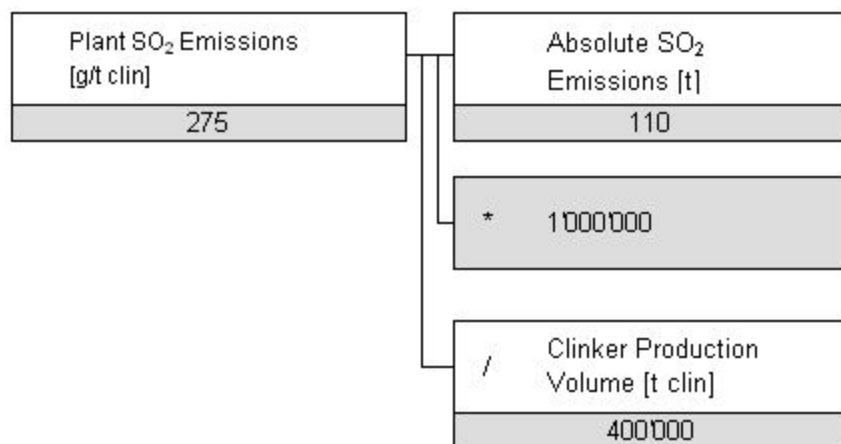 Plant SO₂ Emissions
[g/t clin]
275
Absolute SO₂
Emissions [t]
110
* 1'000'000
/ Clinker Production
Volume [t clin]
400'000